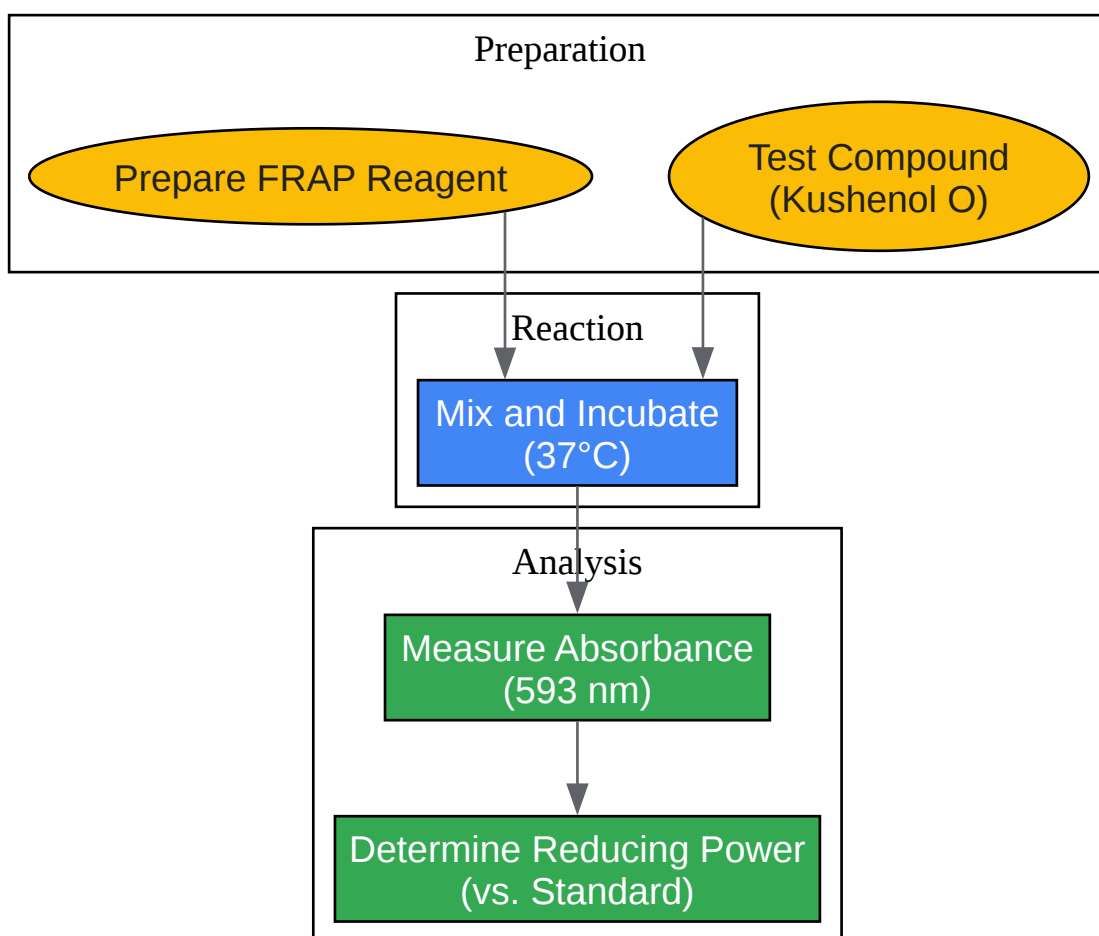 Preparation
Prepare FRAP Reagent
Test Compound
(Kushenol O)
Reaction
Mix and Incubate
(37°C)
Analysis
Measure Absorbance
(593 nm)
Determine Reducing Power
(vs. Standard)